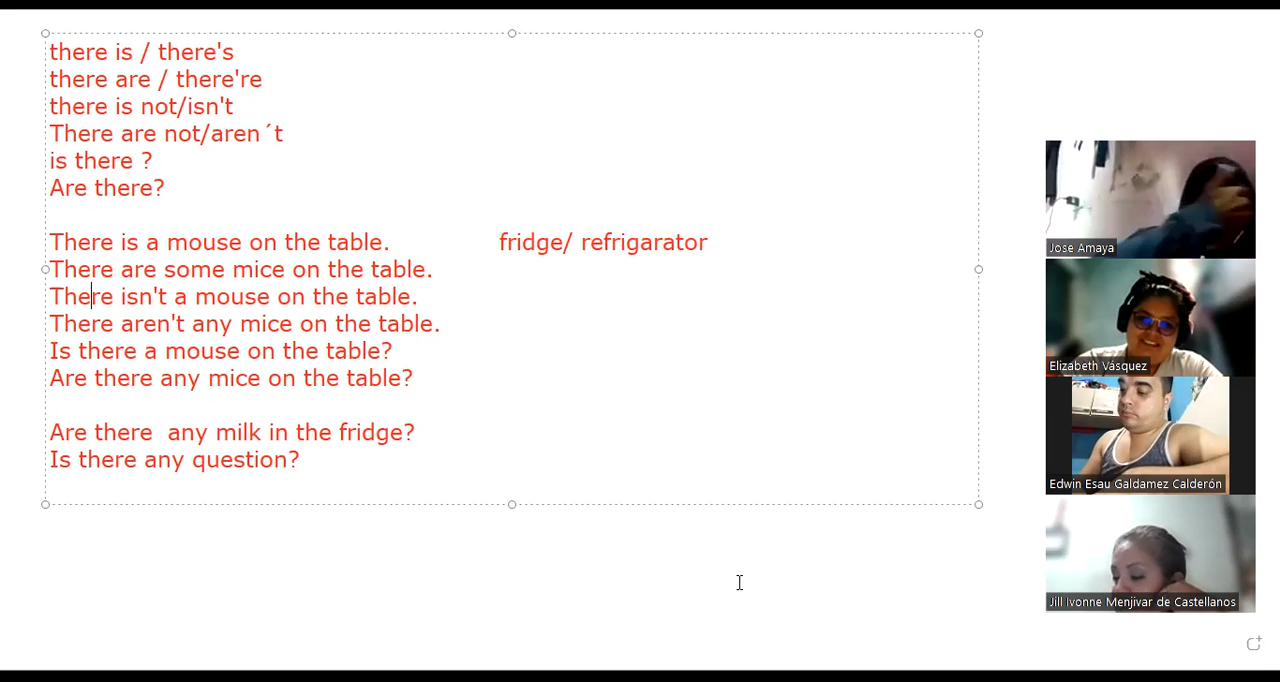 there is / there's
there are / there're
there is not/isn't
There are not/aren´t
is there ?
Are there?
There is a mouse on the table.
fridge/ refrigarator
There are some mice on the table.
There isn't a mouse on the table.
There aren't any mice on the table.
Is there a mouse on the table?
Are there any mice on the table?
Are there  any milk in the fridge?
Is there any question?
Jose Amaya
Elizabeth Vásquez
Edwin Esau Galdamez Calderón
Jill Ivonne Menjivar de Castellanos